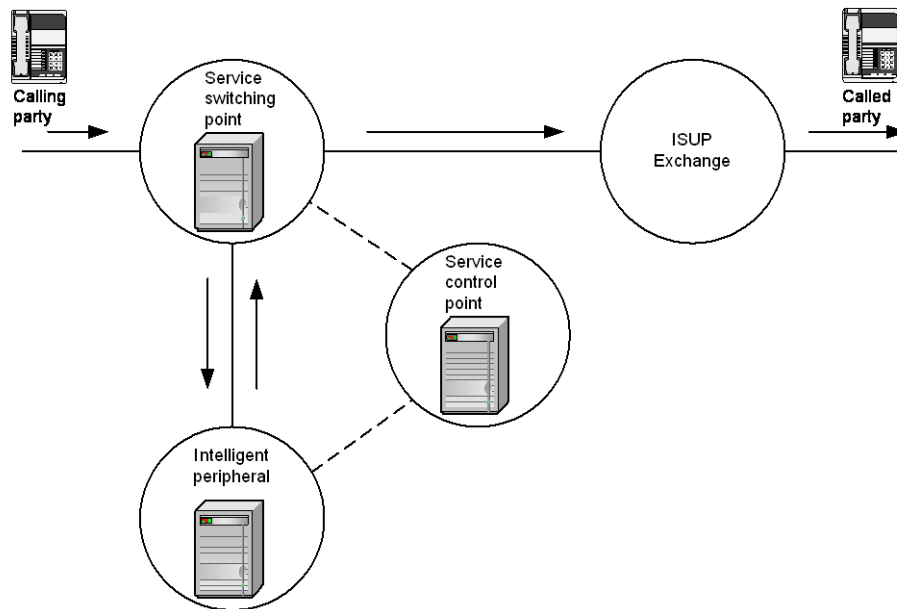 Calling
party
Service
switching
point
ISUP
Exchange
Called
party
Service
control
point
Intelligent
peripheral